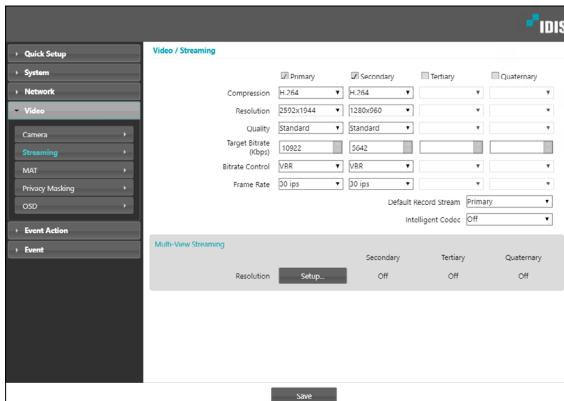 IDIS
Quick Setup
System
Network
Video
Camera
Streaming
MAT
Privacy Masking
OSD
Event Action
Event
Video / Streaming
Primary Secondary Tertiary Quaternary
Compression H.264 H.264
Resolution 2592x1944 1280x960
Quality Standard Standard
Target Bitrate (Kbps) 10922 5642
Bitrate Control VBR VBR
Frame Rate 30 ips 30 ips
Default Record Stream Primary
Intelligent Codec Off
Multi-View Streaming
Secondary Tertiary Quaternary
Resolution Setup... Off Off Off
Save